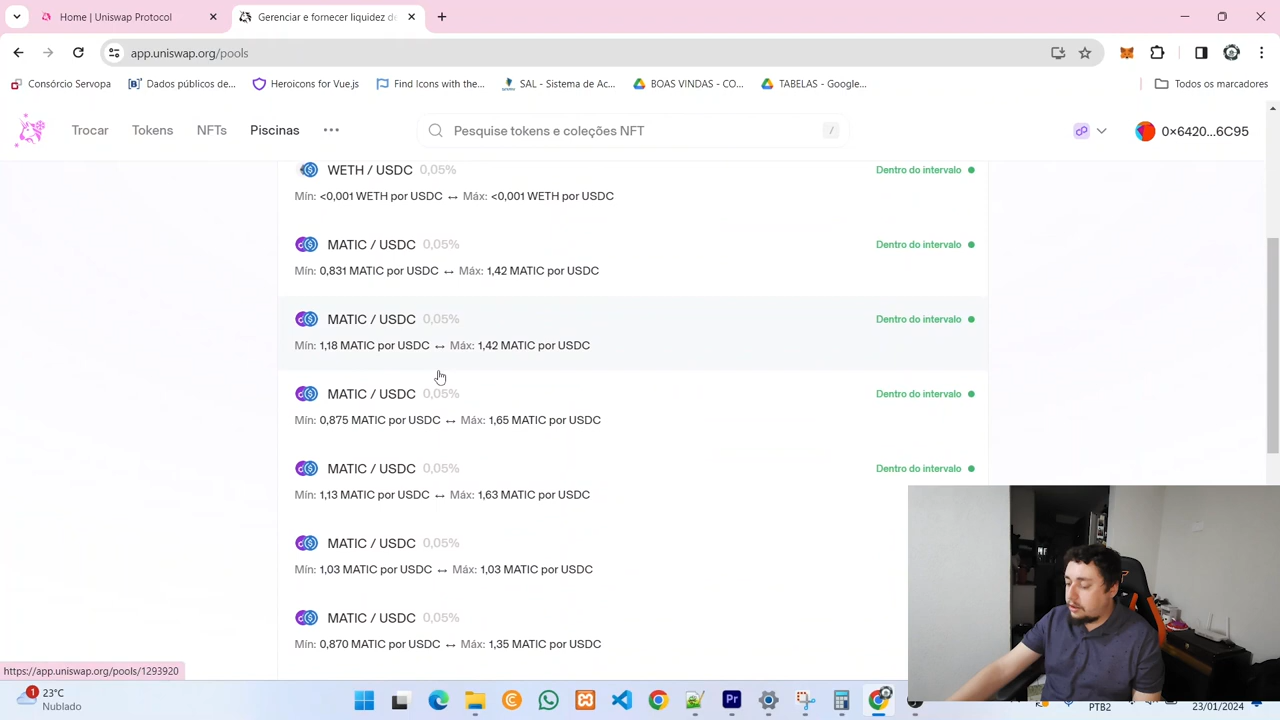 Home | Uniswap Protocol
Gerenciar e fornecer liquidez de
app.uniswap.org/pools
Consórcio Servopa
Dados públicos de...
Heroicons for Vue.js
Find Icons with the...
SAL - Sistema de Ac...
BOAS VINDAS - CO...
TABELAS - Google...
Todos os marcadores
Trocar
Tokens
NFTs
Piscinas
Pesquise tokens e coleções NFT
/
0x6420...6C95
WETH / USDC 0,05%
Dentro do intervalo
Mín: <0,001 WETH por USDC ↔ Máx: <0,001 WETH por USDC
MATIC / USDC 0,05%
Dentro do intervalo
Mín: 0,831 MATIC por USDC ↔ Máx: 1,42 MATIC por USDC
MATIC / USDC 0,05%
Dentro do intervalo
Mín: 1,18 MATIC por USDC ↔ Máx: 1,42 MATIC por USDC
MATIC / USDC 0,05%
Dentro do intervalo
Mín: 0,875 MATIC por USDC ↔ Máx: 1,65 MATIC por USDC
MATIC / USDC 0,05%
Dentro do intervalo
Mín: 1,13 MATIC por USDC ↔ Máx: 1,63 MATIC por USDC
MATIC / USDC 0,05%
Mín: 1,03 MATIC por USDC ↔ Máx: 1,03 MATIC por USDC
MATIC / USDC 0,05%
Mín: 0,870 MATIC por USDC ↔ Máx: 1,35 MATIC por USDC
https://app.uniswap.org/pools/1293920
1
23°C
Nublado
PTB2
23/01/2024